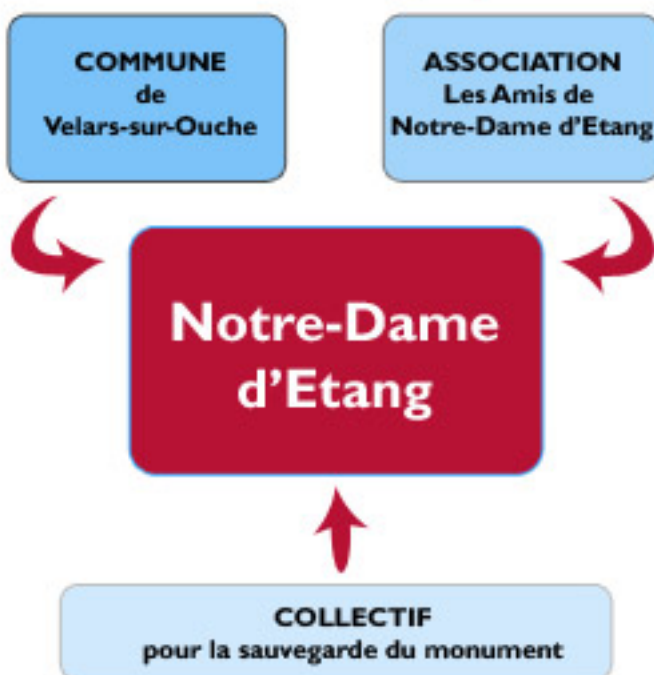 COMMUNE
de
Velars-sur-Ouche
ASSOCIATION
Les Amis de
Notre-Dame d’Etang
Notre-Dame
d’Etang
COLLECTIF
pour la sauvegarde du monument